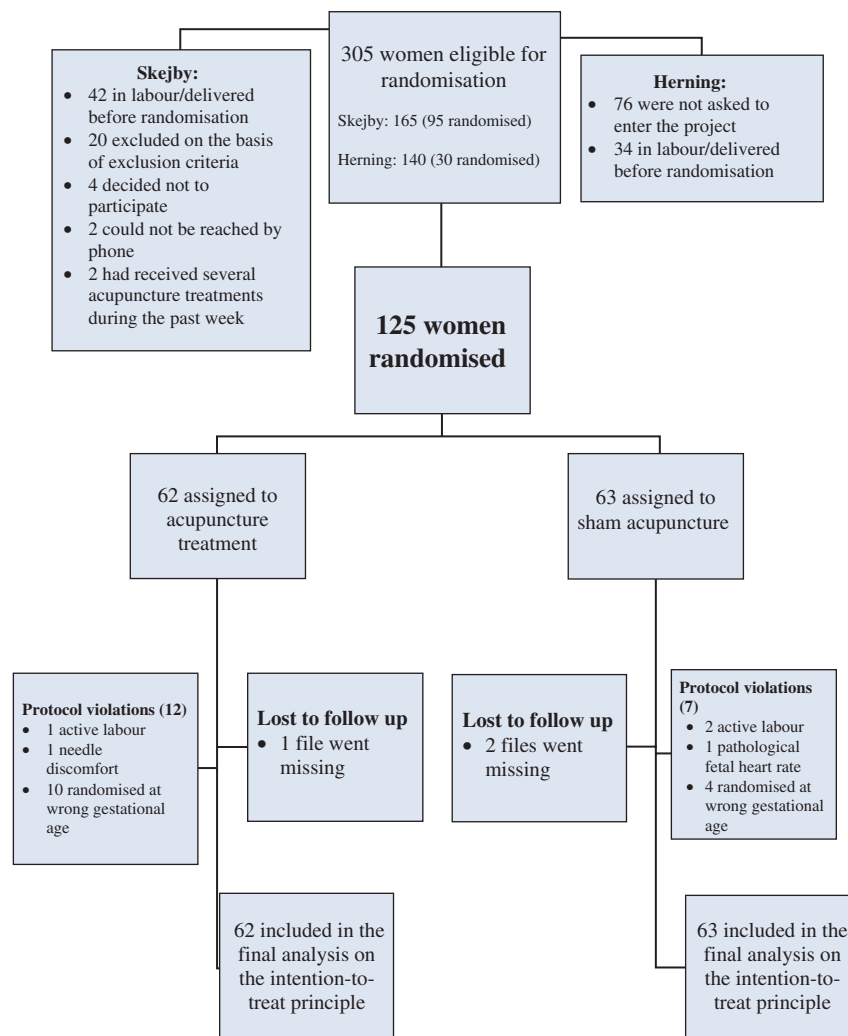 305 women eligible for
randomisation
Skejby: 165 (95 randomised)
Herning: 140 (30 randomised)
Skejby:
• 42 in labour/delivered
before randomisation
• 20 excluded on the basis
of exclusion criteria
• 4 decided not to
participate
• 2 could not be reached by
phone
• 2 had received several
acupuncture treatments
during the past week
Herning:
• 76 were not asked to
enter the project
• 34 in labour/delivered
before randomisation
125 women
randomised
62 assigned to
acupuncture
treatment
63 assigned to
sham acupuncture
Protocol violations (12)
• 1 active labour
• 1 needle
discomfort
• 10 randomised at
wrong gestational
age
Lost to follow up
• 1 file went
missing
Lost to follow up
• 2 files went
missing
Protocol violations
(7)
• 2 active labour
• 1 pathological
fetal heart rate
• 4 randomised at
wrong gestational
age
62 included in the
final analysis on
the intention-to-
treat principle
63 included in the
final analysis on
the intention-to-
treat principle